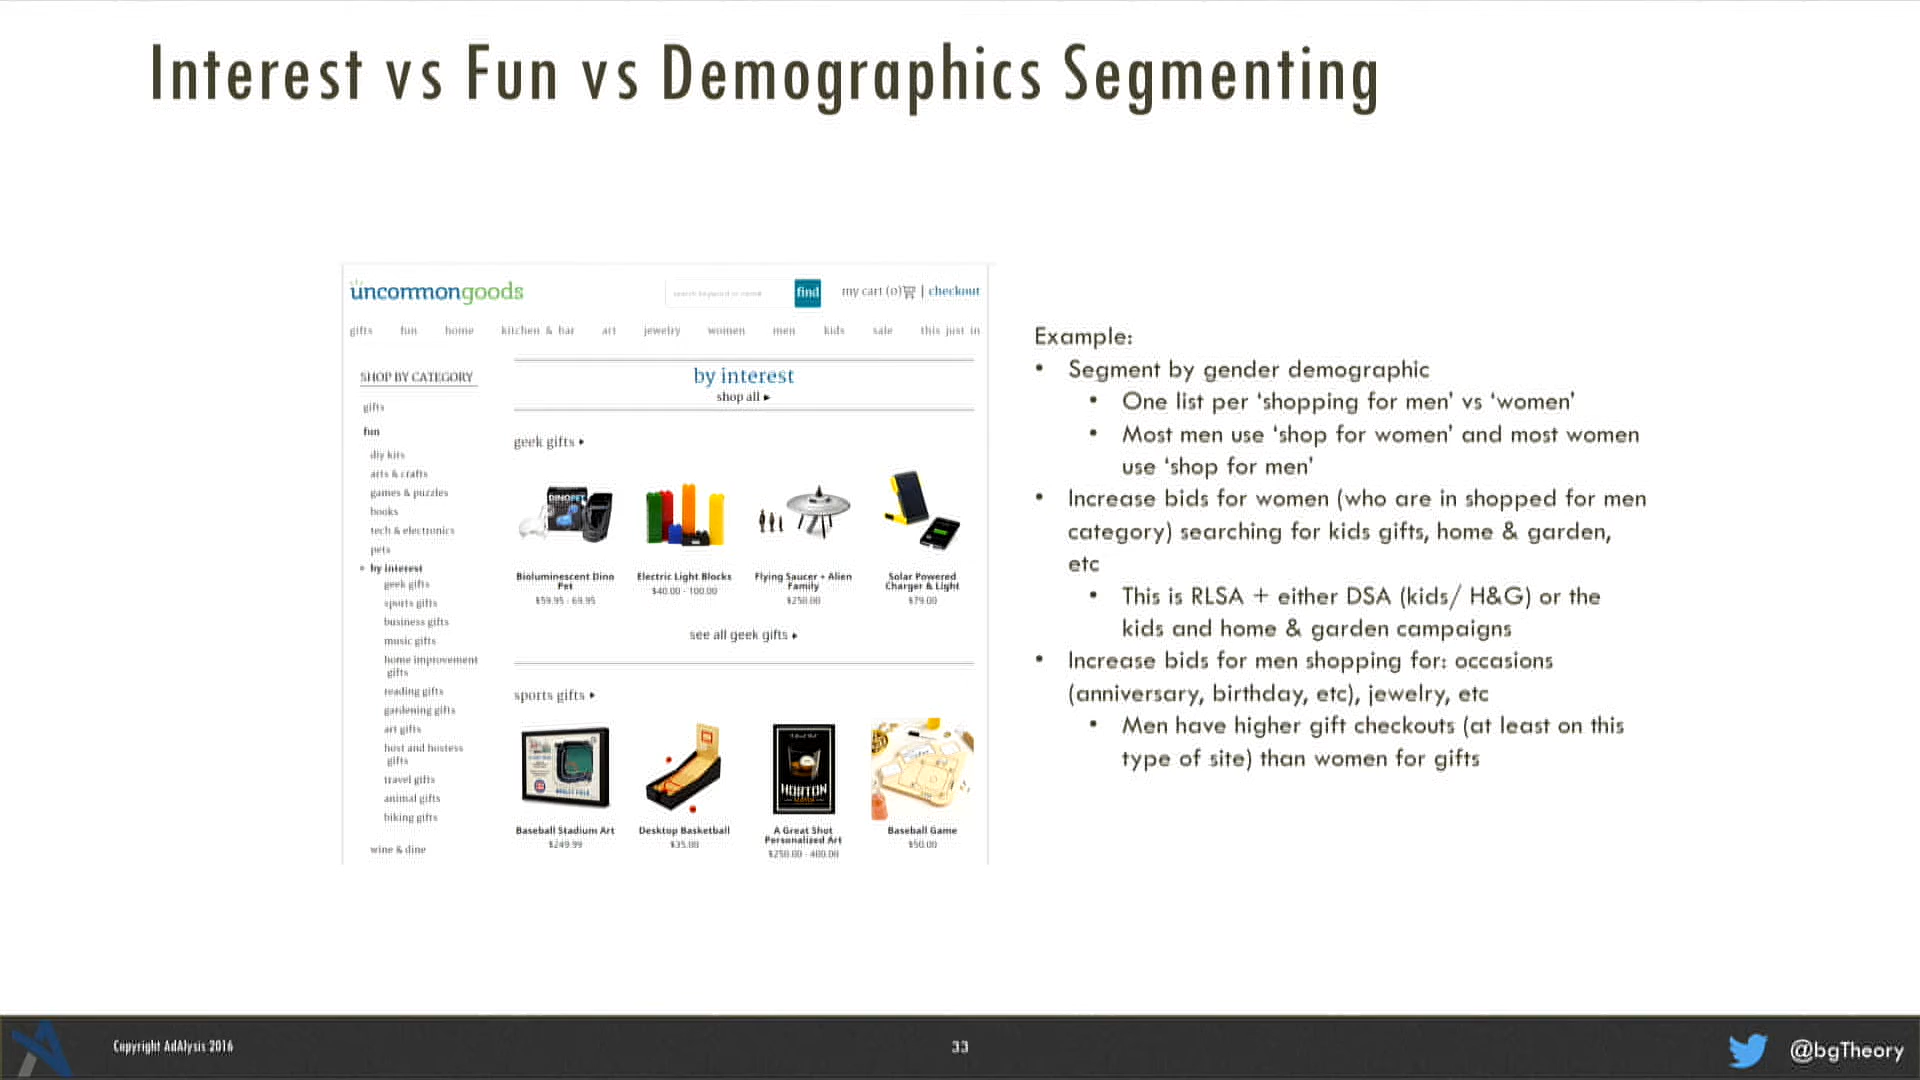 Interest vs Fun vs Demographics Segmenting
uncommongoods
search keyword or item#
find
my cart (0) | checkout
gifts fun home kitchen & bar art jewelry women men kids sale this just in
SHOP BY CATEGORY
gifts
fun
diy kits
arts & crafts
games & puzzles
books
tech & electronics
pets
by interest
geek gifts
sports gifts
business gifts
music gifts
home improvement
gifts
reading gifts
gardening gifts
art gifts
host and hostess
gifts
travel gifts
animal gifts
biking gifts
wine & dine
by interest
shop all ▸
geek gifts ▸
DINOPET
Bioluminescent Dino
Pet
$59.95 - 69.95
Electric Light Blocks
$40.00 - 100.00
Flying Saucer + Alien
Family
$250.00
Solar Powered
Charger & Light
$79.00
see all geek gifts ▸
sports gifts ▸
Baseball Stadium Art
$249.99
Desktop Basketball
$35.00
HOUSTON
A Great Shot
Personalized Art
$250.00 - 400.00
Baseball Game
$50.00
Example:
• Segment by gender demographic
• One list per ‘shopping for men’ vs ‘women’
• Most men use ‘shop for women’ and most women
use ‘shop for men’
• Increase bids for women (who are in shopped for men
category) searching for kids gifts, home & garden,
etc
• This is RLSA + either DSA (kids/ H&G) or the
kids and home & garden campaigns
• Increase bids for men shopping for: occasions
(anniversary, birthday, etc), jewelry, etc
• Men have higher gift checkouts (at least on this
type of site) than women for gifts
Copyright AdAlysis 2016
33
@bgTheory